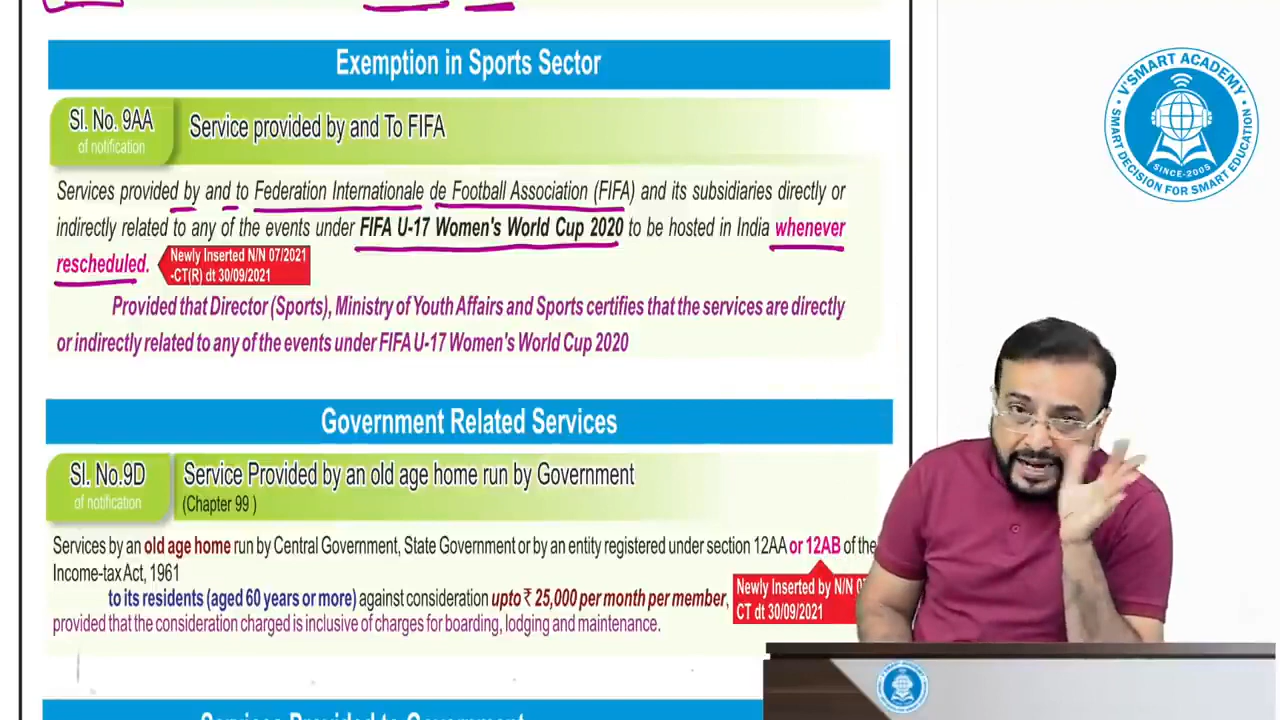 Exemption in Sports Sector
Sl. No. 9AA
of notification
Service provided by and To FIFA
Services provided by and to Federation Internationale de Football Association (FIFA) and its subsidiaries directly or
indirectly related to any of the events under FIFA U-17 Women's World Cup 2020 to be hosted in India whenever
rescheduled.
Newly Inserted N/N 07/2021
-CT(R) dt 30/09/2021
Provided that Director (Sports), Ministry of Youth Affairs and Sports certifies that the services are directly
or indirectly related to any of the events under FIFA U-17 Women's World Cup 2020
Government Related Services
Sl. No.9D
of notification
Service Provided by an old age home run by Government
(Chapter 99 )
Services by an old age home run by Central Government, State Government or by an entity registered under section 12AA or 12AB of the
Income-tax Act, 1961
to its residents (aged 60 years or more) against consideration upto ₹ 25,000 per month per member,
provided that the consideration charged is inclusive of charges for boarding, lodging and maintenance.
Newly Inserted by N/N
CT dt 30/09/2021
Services Provided to Government
V'SMART ACADEMY
SINCE-2005
SMART DECISION FOR SMART EDUCATION